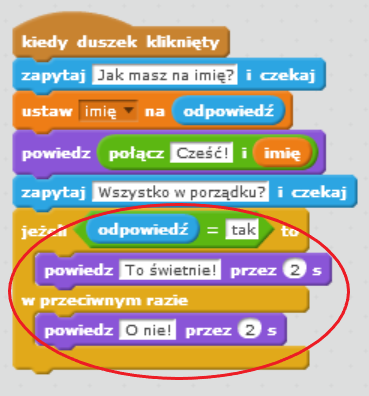 kiedy duszek kliknięty
zapytaj Jak masz na imię? i czekaj
ustaw imię na odpowiedź
powiedz połącz Cześć! i imię
zapytaj Wszystko w porządku? i czekaj
jeżeli odpowiedź = tak to
powiedz To świetnie! przez 2 s
w przeciwnym razie
powiedz O nie! przez 2 s